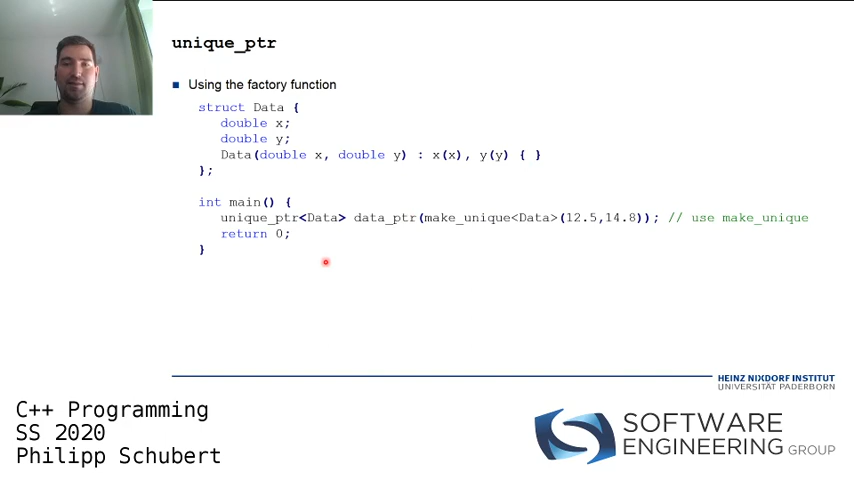 unique_ptr
Using the factory function
struct Data {
double x;
double y;
Data(double x, double y) : x(x), y(y) { }
};
int main() {
unique_ptr<Data> data_ptr(make_unique<Data>(12.5,14.8)); // use make_unique
return 0;
}
HEINZ NIXDORF INSTITUT
UNIVERSITÄT PADERBORN
C++ Programming
SS 2020
Philipp Schubert
SOFTWARE
ENGINEERING GROUP